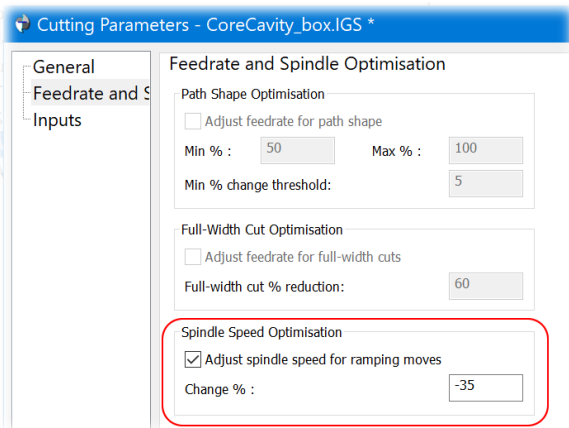 Cutting Parameters - CoreCavity_box.IGS *
General
Feedrate and S
Inputs
Feedrate and Spindle Optimisation
Path Shape Optimisation
Adjust feedrate for path shape
Min % : 50 Max % : 100
Min % change threshold: 5
Full-Width Cut Optimisation
Adjust feedrate for full-width cuts
Full-width cut % reduction: 60
Spindle Speed Optimisation
Adjust spindle speed for ramping moves
Change % : -35